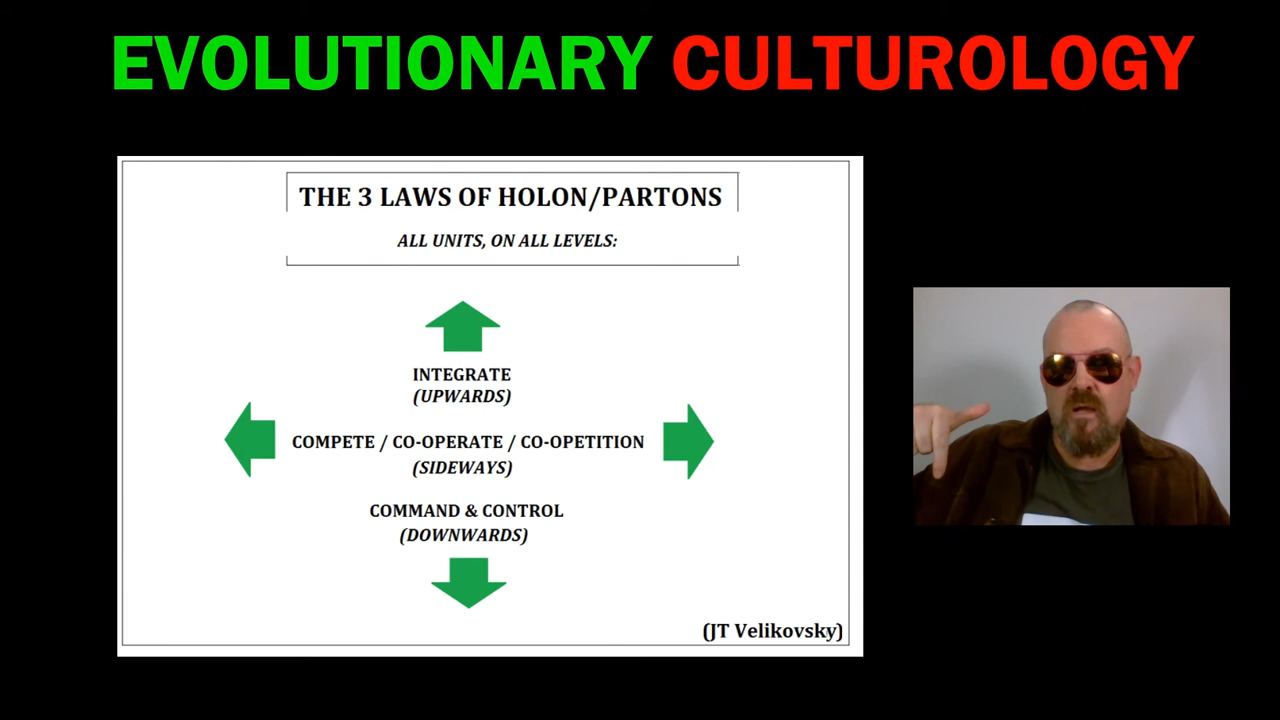 EVOLUTIONARY CULTUROLOGY
THE 3 LAWS OF HOLON/PARTONS
ALL UNITS, ON ALL LEVELS:
INTEGRATE
(UPWARDS)
COMPETE / CO-OPERATE / CO-OPETITION
(SIDEWAYS)
COMMAND & CONTROL
(DOWNWARDS)
(JT Velikovsky)